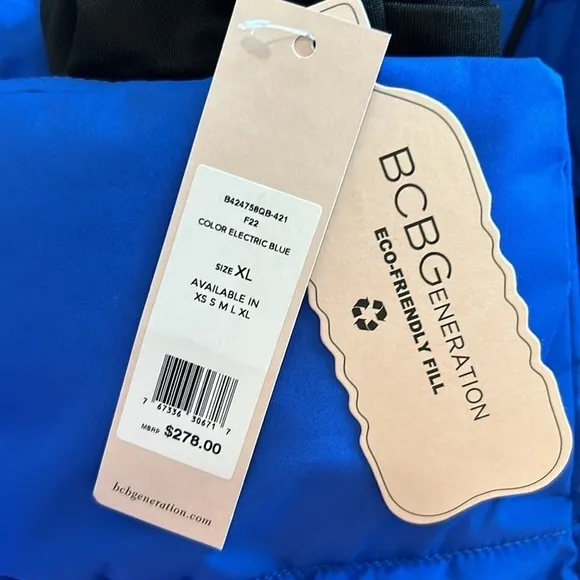 B424758QB-421
F22
COLOR ELECTRIC BLUE
SIZE XL
AVAILABLE IN
XS S M L XL
7 67336 30671 7
MSRP $278.00
bcbgeneration.com
BCBGENERATION
ECO-FRIENDLY FILL